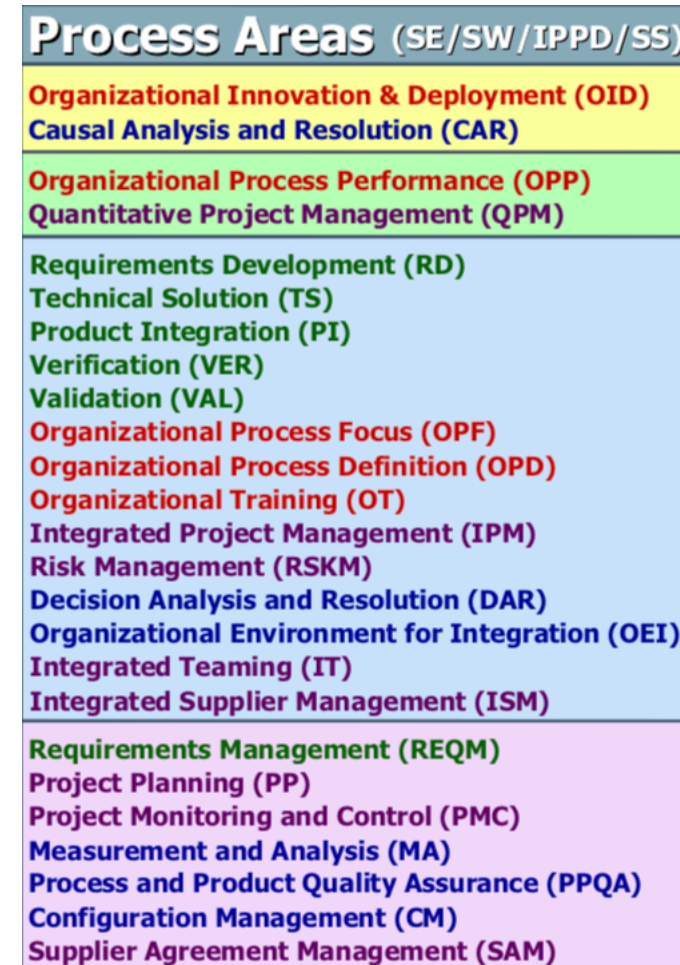 Process Areas (SE/SW/IPPD/SS)
Organizational Innovation & Deployment (OID)
Causal Analysis and Resolution (CAR)
Organizational Process Performance (OPP)
Quantitative Project Management (QPM)
Requirements Development (RD)
Technical Solution (TS)
Product Integration (PI)
Verification (VER)
Validation (VAL)
Organizational Process Focus (OPF)
Organizational Process Definition (OPD)
Organizational Training (OT)
Integrated Project Management (IPM)
Risk Management (RSKM)
Decision Analysis and Resolution (DAR)
Organizational Environment for Integration (OEI)
Integrated Teaming (IT)
Integrated Supplier Management (ISM)
Requirements Management (REQM)
Project Planning (PP)
Project Monitoring and Control (PMC)
Measurement and Analysis (MA)
Process and Product Quality Assurance (PPQA)
Configuration Management (CM)
Supplier Agreement Management (SAM)